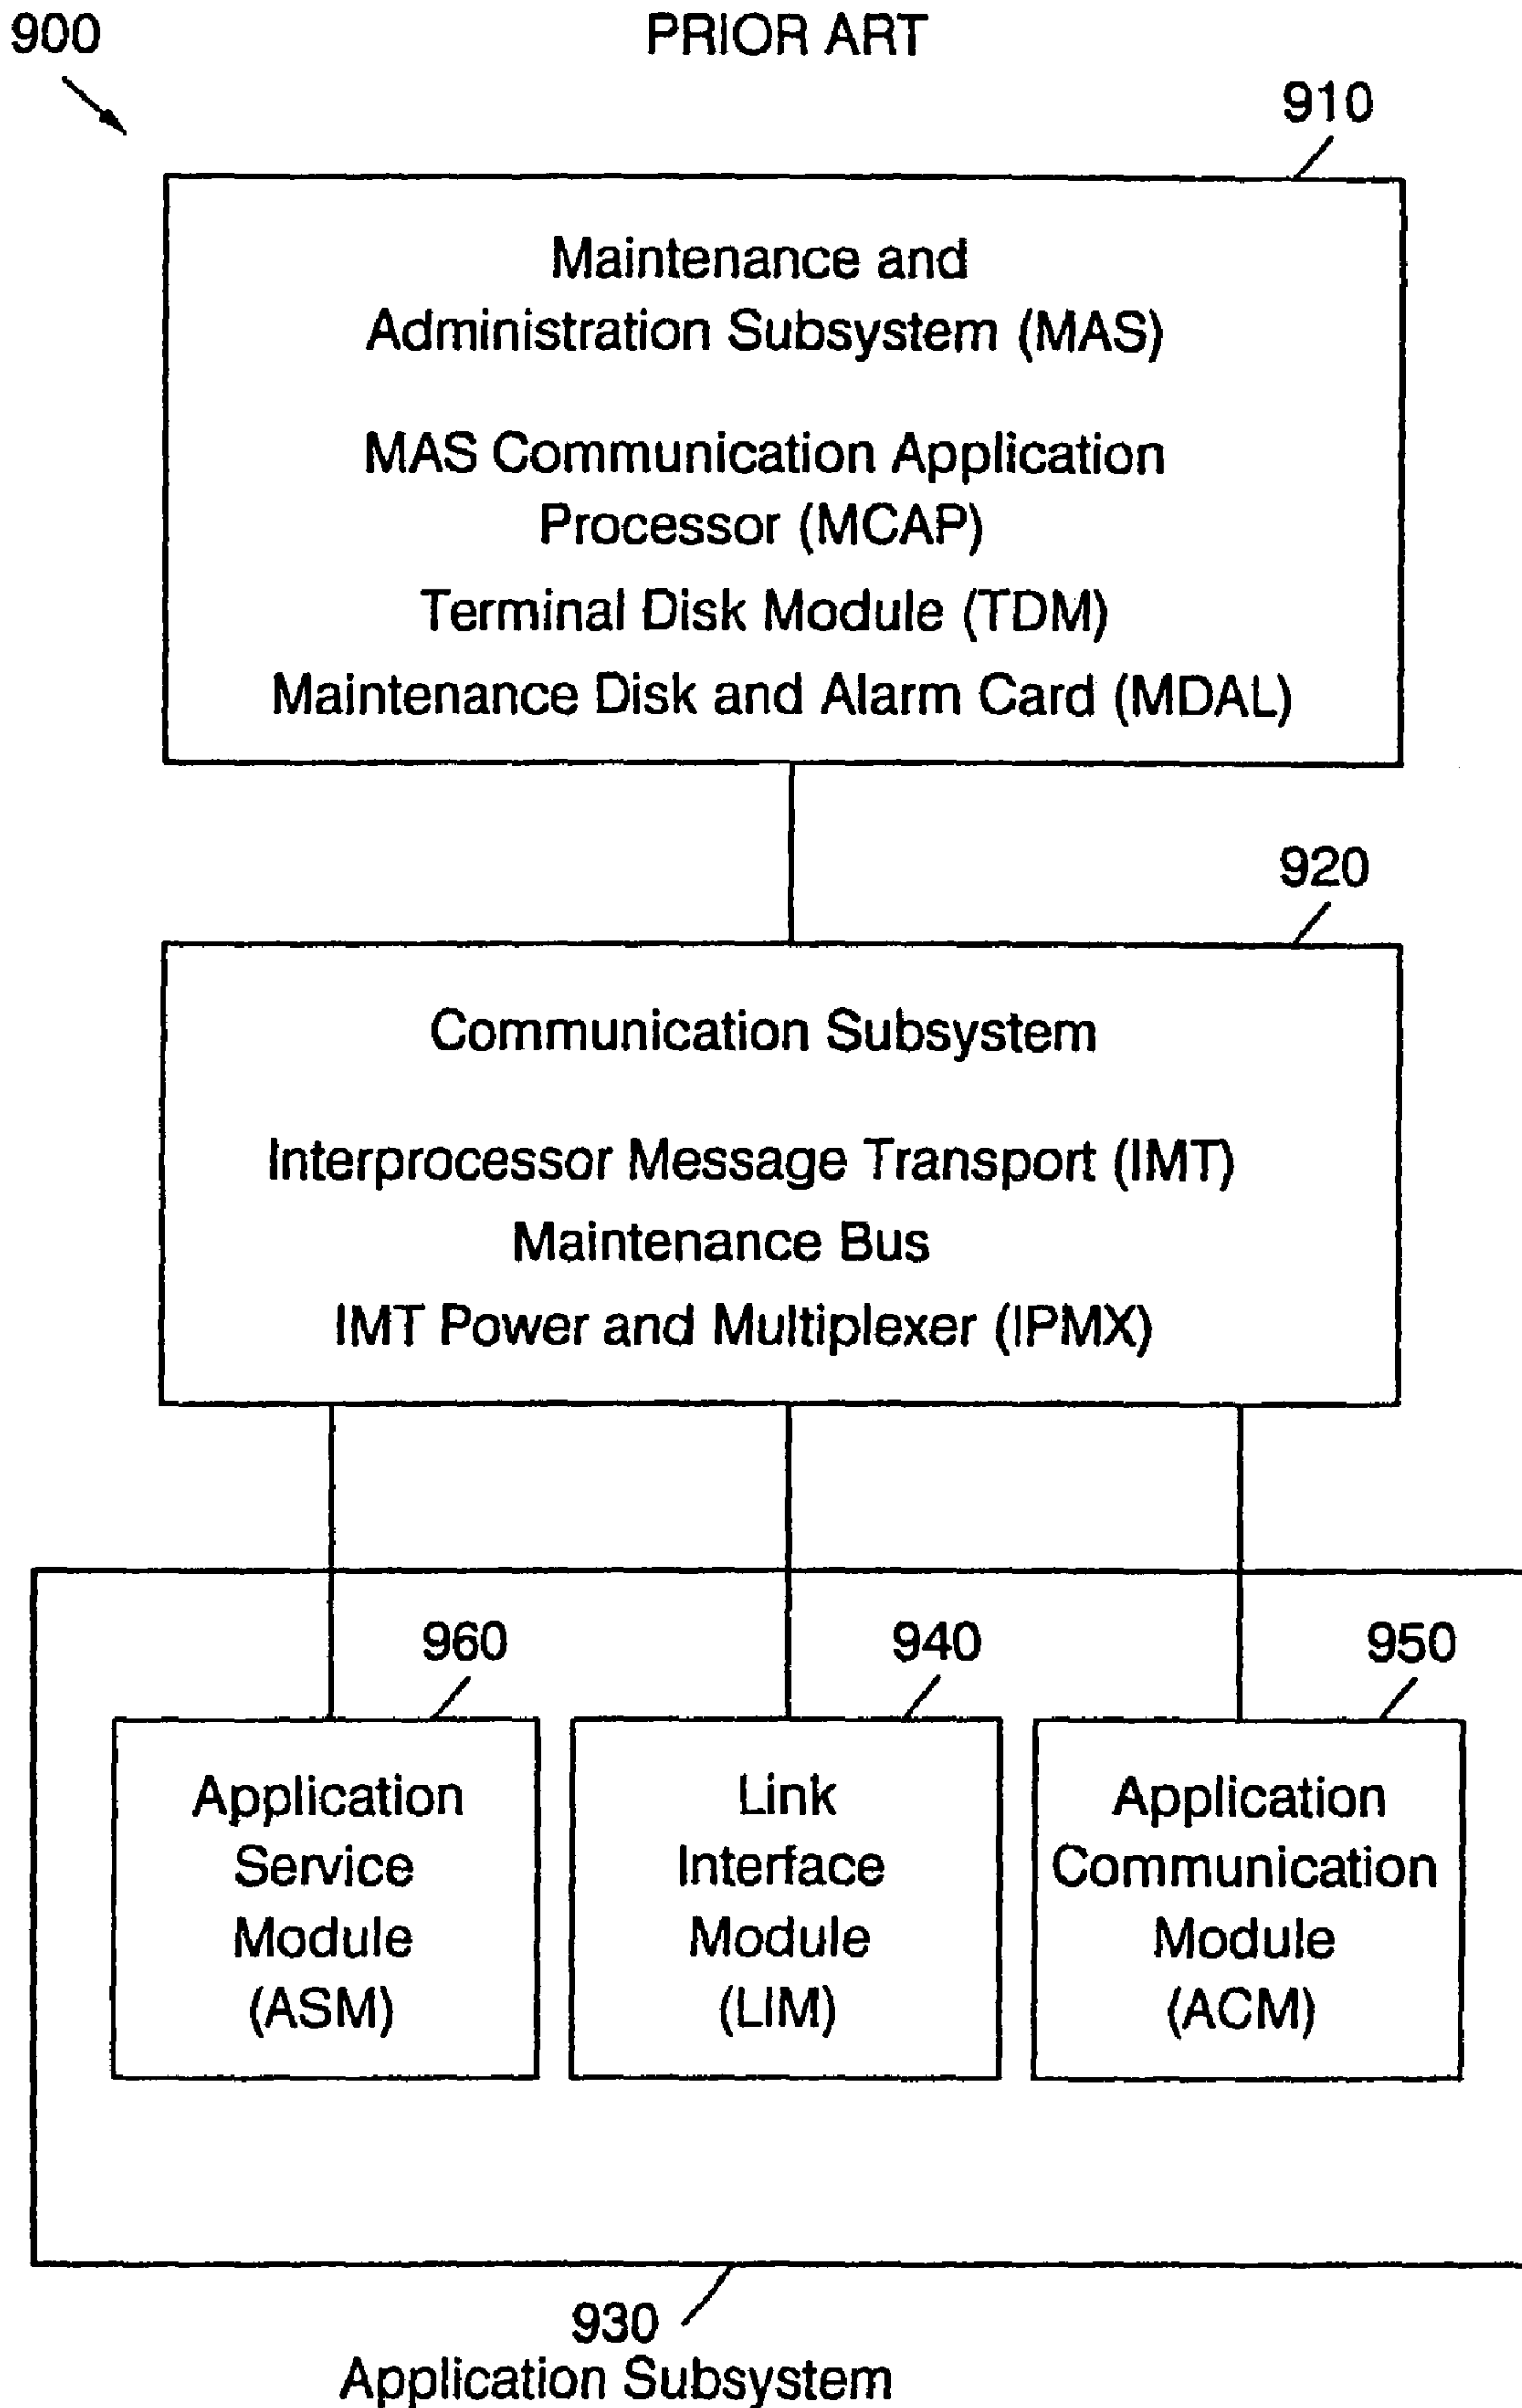 900
PRIOR ART
910
Maintenance and
Administration Subsystem (MAS)
MAS Communication Application
Processor (MCAP)
Terminal Disk Module (TDM)
Maintenance Disk and Alarm Card (MDAL)
920
Communication Subsystem
Interprocessor Message Transport (IMT)
Maintenance Bus
IMT Power and Multiplexer (IPMX)
960
Application
Service
Module
(ASM)
940
Link
Interface
Module
(LIM)
950
Application
Communication
Module
(ACM)
930
Application Subsystem